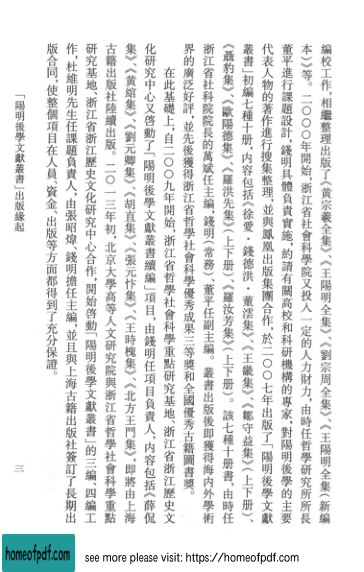 編校工作，相繼整理出版了《黃宗羲全集》、《王陽明全集》、《劉宗周全集》、《王陽明全集（新編
本）》等。二〇〇〇年開始，浙江省社會科學院又投入一定的人力財力，由時任哲學研究所所長
董平進行課題設計，錢明具體負責實施，約請有關高校和科研機構的專家，對陽明後學的主要
代表人物的著作進行搜集整理，並與鳳凰出版集團合作，於二〇〇七年出版了「陽明後學文獻
叢書」初編七種十册，内容包括《徐愛·錢德洪·董澐集》、《王畿集》、《鄒守益集》（上下册）、
《聶豹集》、《歐陽德集》、《羅洪先集》（上下册）、《羅汝芳集》（上下册）。該七種十册書，由時任
浙江省社科院院長的萬斌任主編，錢明（常務）、董平任副主編。叢書出版後即獲得海内外學術
界的廣泛好評，並先後獲得浙江省哲學社會科學優秀成果三等獎和全國優秀古籍圖書獎。
在此基礎上，自二〇〇九年開始，浙江省哲學社會科學重點研究基地、浙江省浙江歷史文
化研究中心又啓動了「陽明後學文獻叢書續編」項目，由錢明任項目負責人，内容包括《薛侃
集》、《黃綰集》、《劉元卿集》、《胡直集》、《張元忭集》、《王時槐集》、《北方王門集》，即將由上海
古籍出版社陸續出版。二〇一三年初，北京大學高等人文研究院與浙江省哲學社會科學重點
研究基地、浙江省浙江歷史文化研究中心合作，開始啓動「陽明後學文獻叢書」的三編、四編工
作，杜維明先生任課題負責人，由張昭煒、錢明擔任主編，並且與上海古籍出版社簽訂了長期出
版合同，使整個項目在人員、資金、出版等方面都得到了充分保證。
「陽明後學文獻叢書」出版緣起
三
homeofpdf.com
see more please visit: https://homeofpdf.com